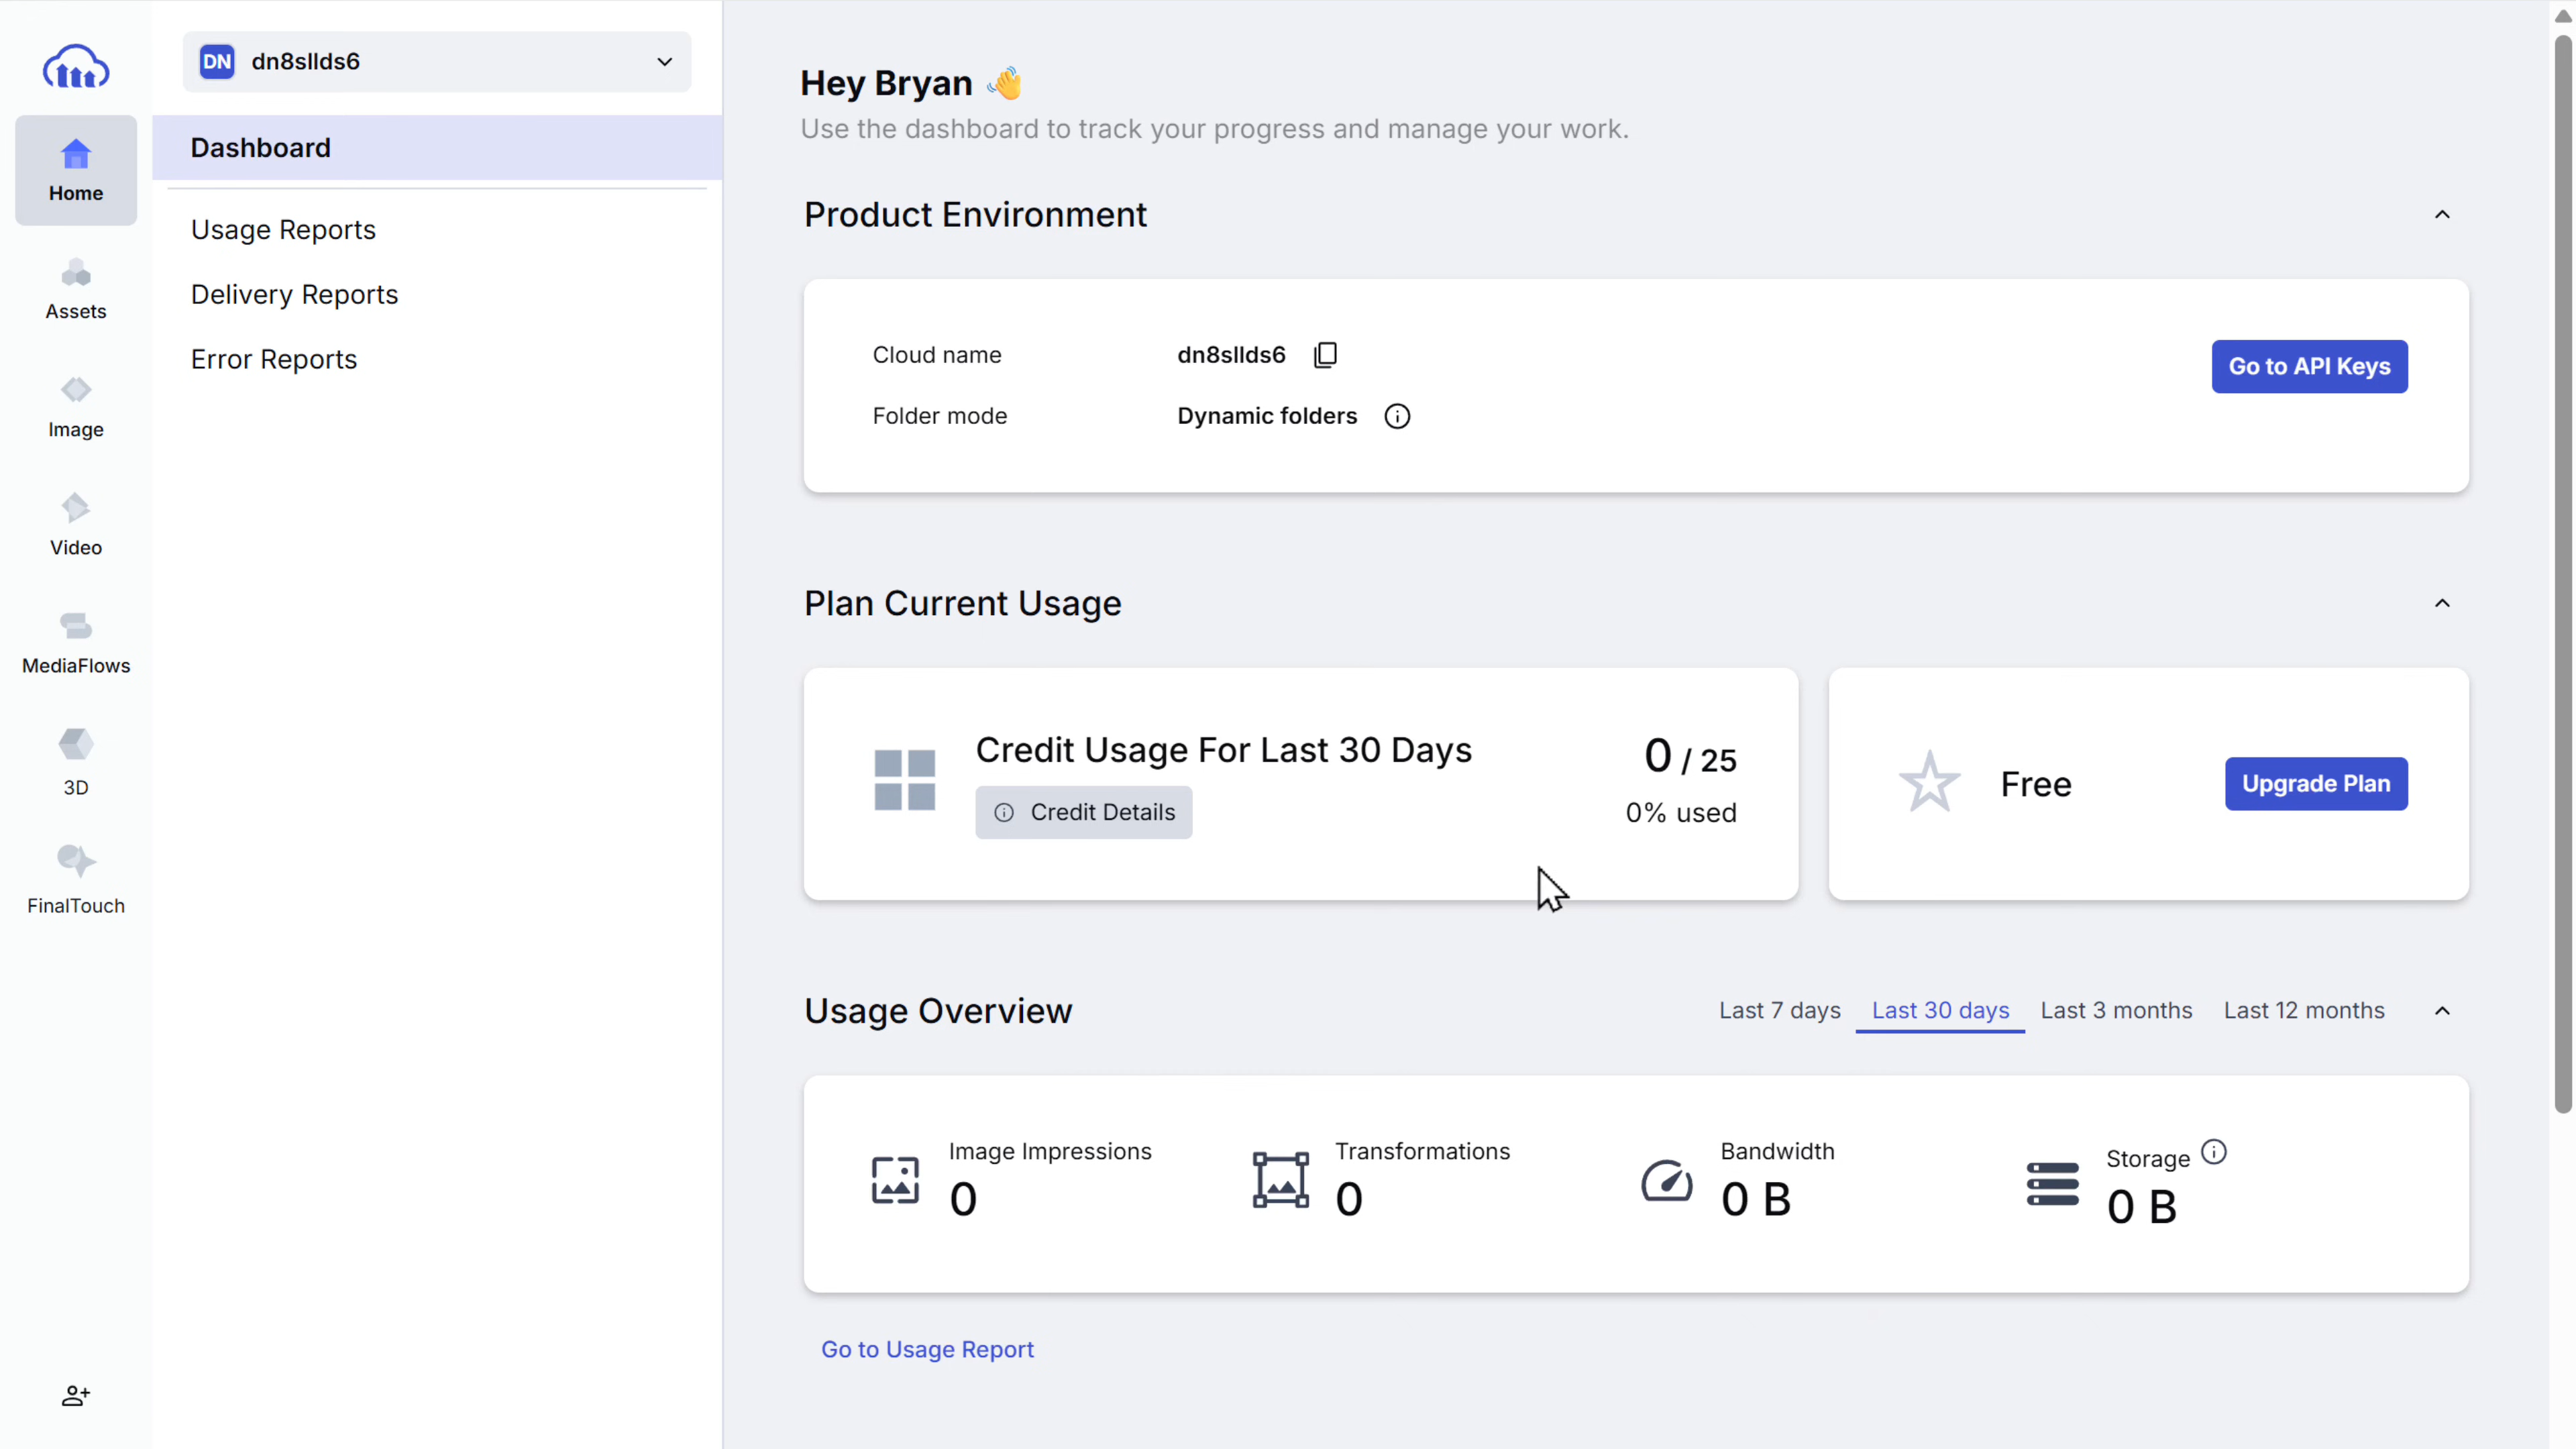 DN dn8sllds6
Home
Assets
Image
Video
MediaFlows
3D
FinalTouch
Dashboard
Usage Reports
Delivery Reports
Error Reports
Hey Bryan 👋
Use the dashboard to track your progress and manage your work.
Product Environment
Cloud name dn8sllds6
Folder mode Dynamic folders
Go to API Keys
Plan Current Usage
Credit Usage For Last 30 Days
Credit Details
0 / 25
0% used
Free
Upgrade Plan
Usage Overview
Last 7 days Last 30 days Last 3 months Last 12 months
Image Impressions
0
Transformations
0
Bandwidth
0 B
Storage
0 B
Go to Usage Report